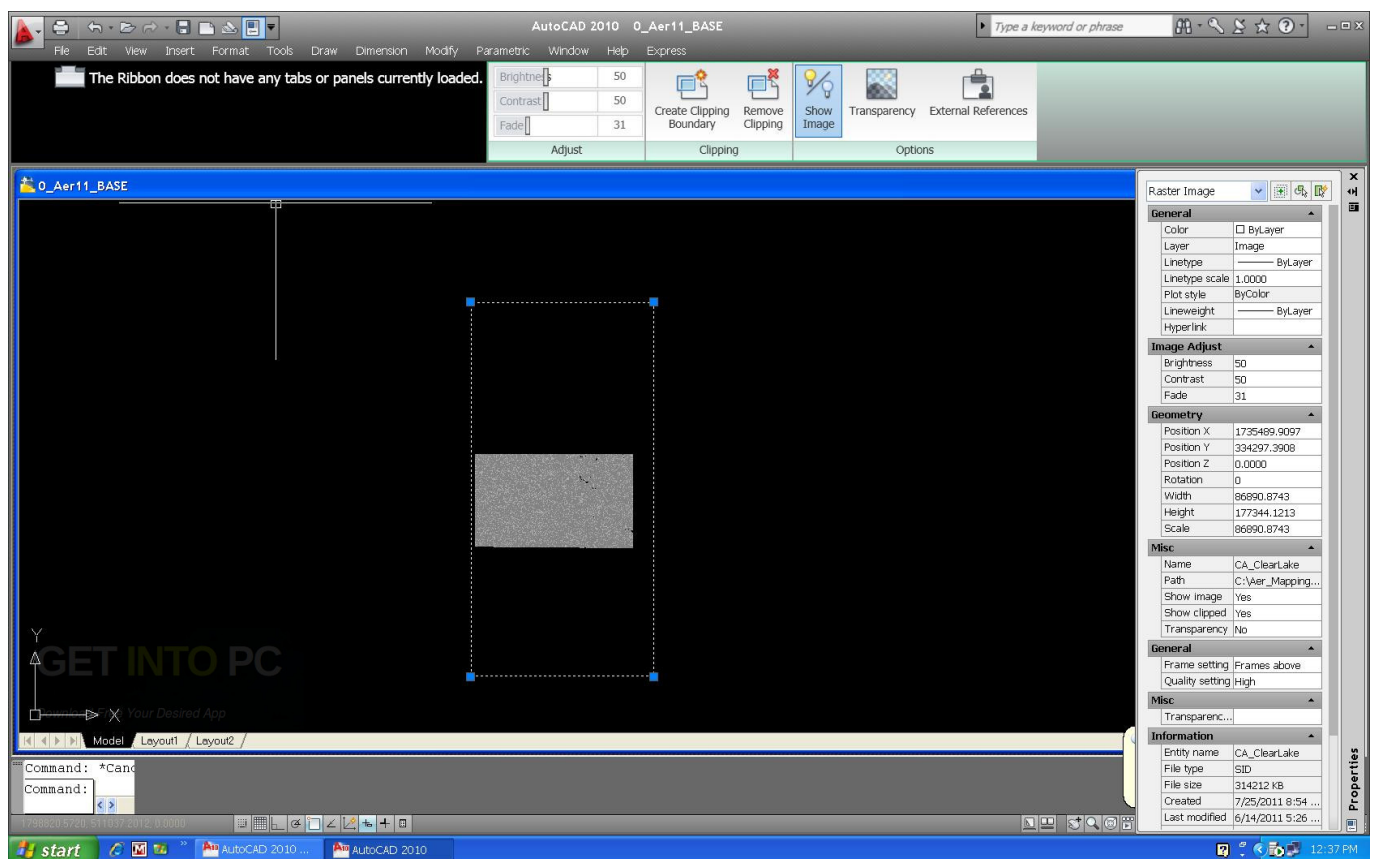 AutoCAD 2010 0_Aer11_BASE
Type a keyword or phrase
File Edit View Insert Format Tools Draw Dimension Modify Parametric Window Help Express
The Ribbon does not have any tabs or panels currently loaded.
Brightness 50
Contrast 50
Fade 31
Adjust
Create Clipping Boundary
Remove Clipping
Clipping
Show Image
Transparency
External References
Options
0_Aer11_BASE
Raster Image
General
Color ByLayer
Layer Image
Linetype ByLayer
Linetype scale 1.0000
Plot style ByColor
Lineweight ByLayer
Hyperlink
Image Adjust
Brightness 50
Contrast 50
Fade 31
Geometry
Position X 1735489.9097
Position Y 334297.3908
Position Z 0.0000
Rotation 0
Width 86890.8743
Height 177344.1213
Scale 86890.8743
Misc
Name CA_ClearLake
Path C:\Aer_Mapping...
Show image Yes
Show clipped Yes
Transparency No
General
Frame setting Frames above
Quality setting High
Misc
Transparenc...
Information
Entity name CA_ClearLake
File type SID
File size 314212 KB
Created 7/25/2011 8:54 ...
Last modified 6/14/2011 5:26 ...
Properties
Y
GET INTO PC
Download Free Your Desired App
X
Model Layout1 Layout2
Command: *Canc
Command:
start
AutoCAD 2010 ...
AutoCAD 2010
12:37 PM